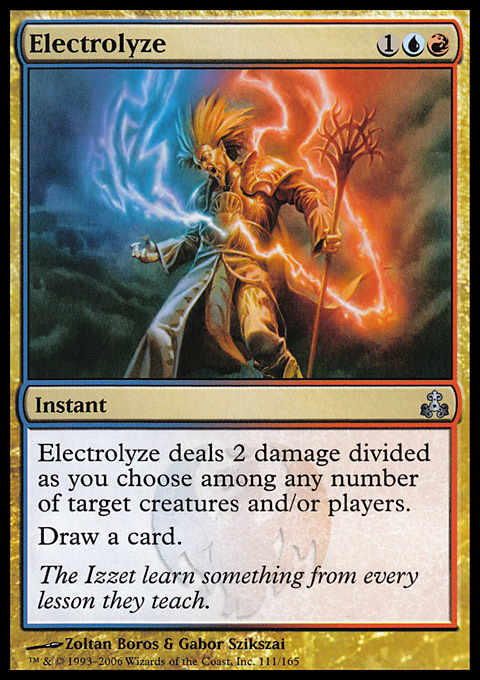 Electrolyze 1
Instant
Electrolyze deals 2 damage divided
as you choose among any number
of target creatures and/or players.
Draw a card.
The Izzet learn something from every
lesson they teach.
Zoltan Boros & Gabor Szikszai
™ & © 1993–2006 Wizards of the Coast, Inc. 111/165